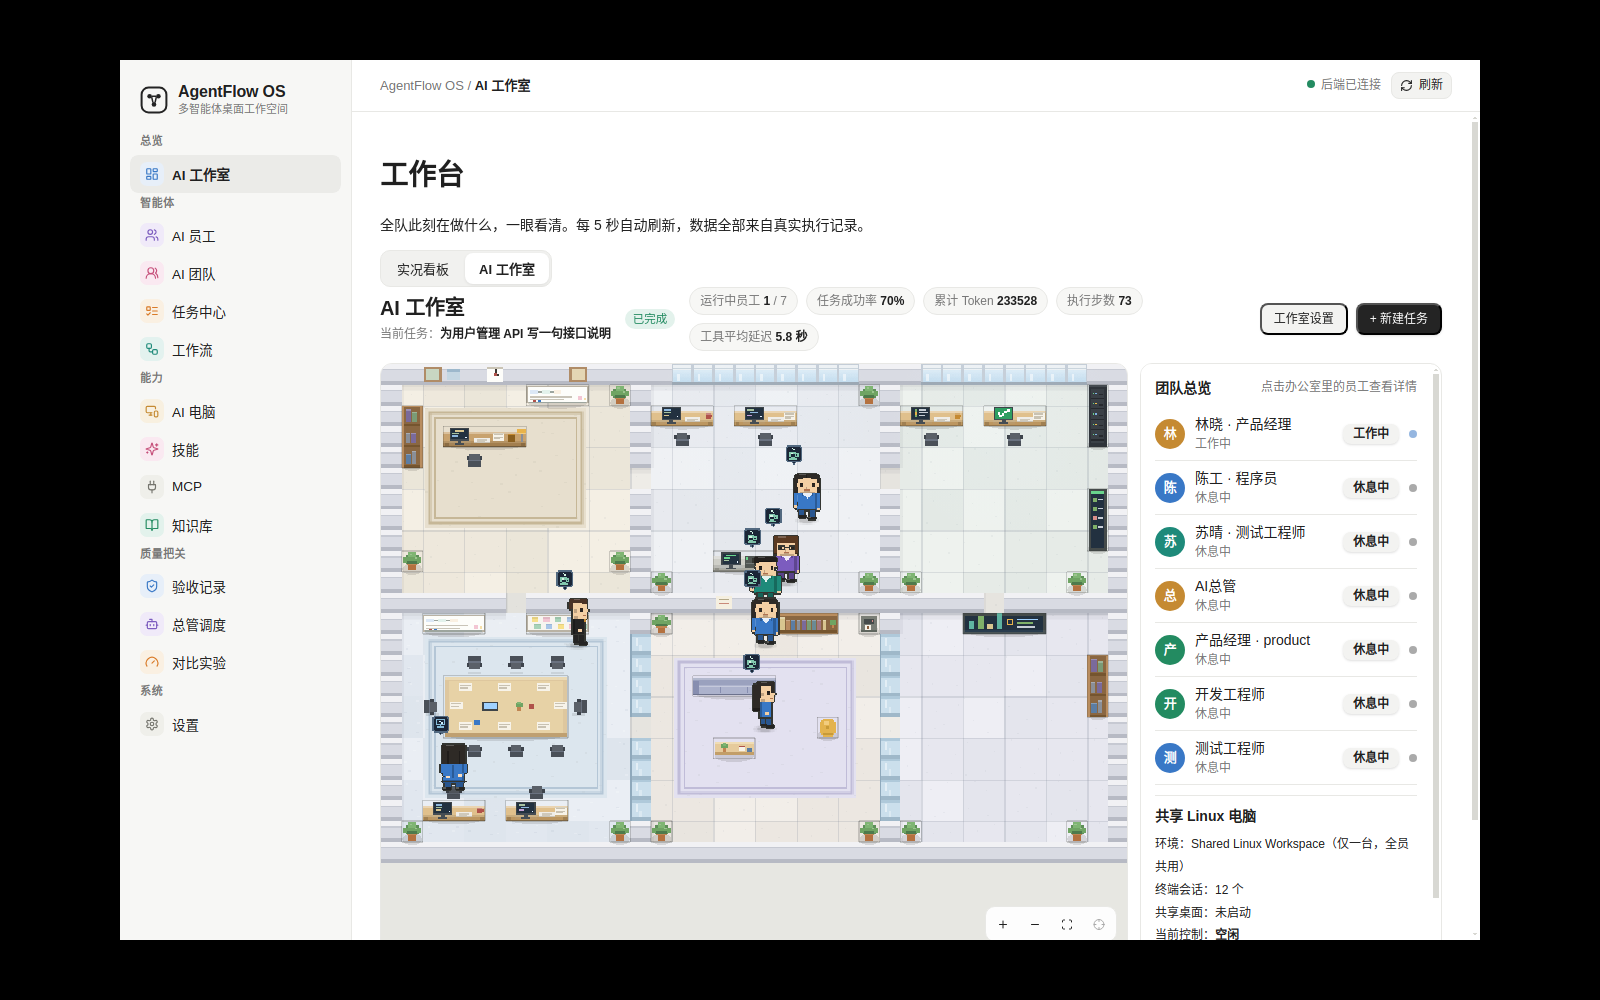 AgentFlow OS
多智能体桌面工作空间
总览
AI 工作室
智能体
AI 员工
AI 团队
任务中心
工作流
能力
AI 电脑
技能
MCP
知识库
质量把关
验收记录
总管调度
对比实验
系统
设置
AgentFlow OS / AI 工作室
后端已连接
刷新
工作台
全队此刻在做什么，一眼看清。每 5 秒自动刷新，数据全部来自真实执行记录。
实况看板
AI 工作室
AI 工作室
当前任务：为用户管理 API 写一句接口说明
已完成
运行中员工 1 / 7
任务成功率 70%
累计 Token 233528
执行步数 73
工具平均延迟 5.8 秒
工作室设置
+ 新建任务
团队总览
点击办公室里的员工查看详情
林 林晓 · 产品经理
工作中
工作中
陈 陈工 · 程序员
休息中
休息中
苏 苏晴 · 测试工程师
休息中
休息中
总 AI总管
休息中
休息中
产 产品经理 · product
休息中
休息中
开 开发工程师
休息中
休息中
测 测试工程师
休息中
休息中
共享 Linux 电脑
环境：Shared Linux Workspace（仅一台，全员
共用）
终端会话：12 个
共享桌面：未启动
当前控制：空闲